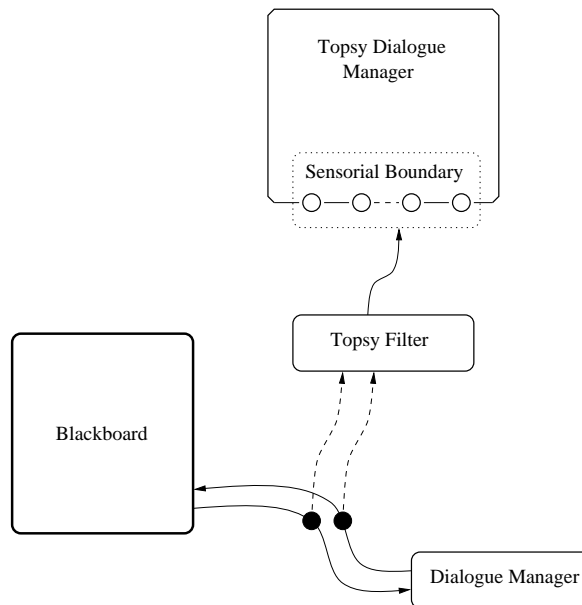 Topsy Dialogue
Manager
Sensorial Boundary
Topsy Filter
Blackboard
Dialogue Manager